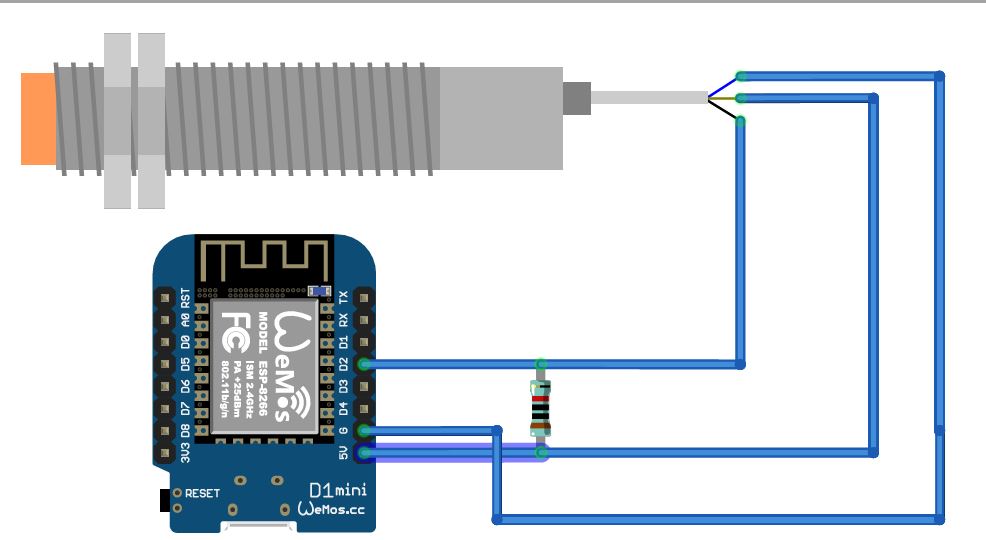 RST
A0
D0
D5
D6
D7
D8
3V3
TX
RX
D1
D2
D3
D4
G
5V
WeMos
MODEL ESP-8266
ISM 2.4GHz
PA +25dBm
802.11b/g/n
FC
RESET
D1mini
WeMos.cc